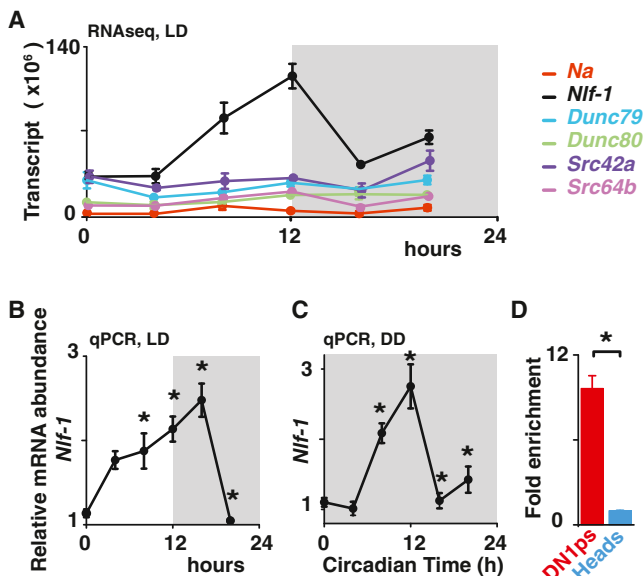 A
RNAseq, LD
Transcript ( x10⁶)
140
0
0
12
24
hours
Na
Nlf-1
Dunc79
Dunc80
Src42a
Src64b
B
qPCR, LD
Relative mRNA abundance
Nlf-1
3
1
*
*
*
*
0
12
24
hours
C
qPCR, DD
Nlf-1
3
1
*
*
*
*
0
12
24
Circadian Time (h)
D
Fold enrichment
12
0
*
DN1ps
Heads